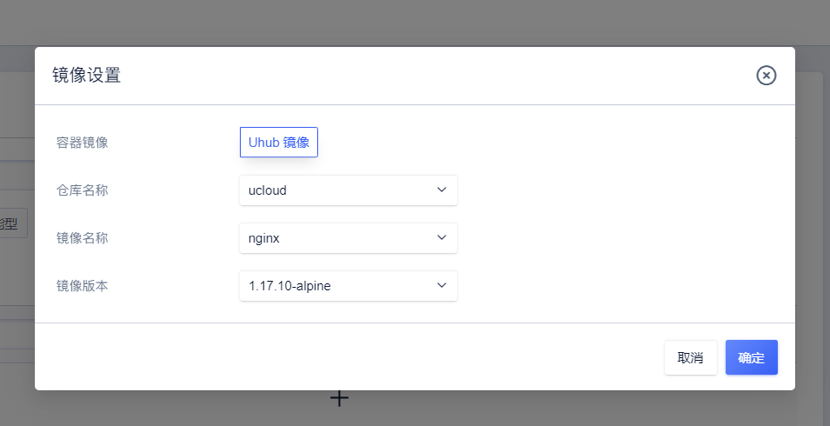 镜像设置
容器镜像 Uhub 镜像
仓库名称 ucloud
能型
镜像名称 nginx
镜像版本 1.17.10-alpine
取消 确定